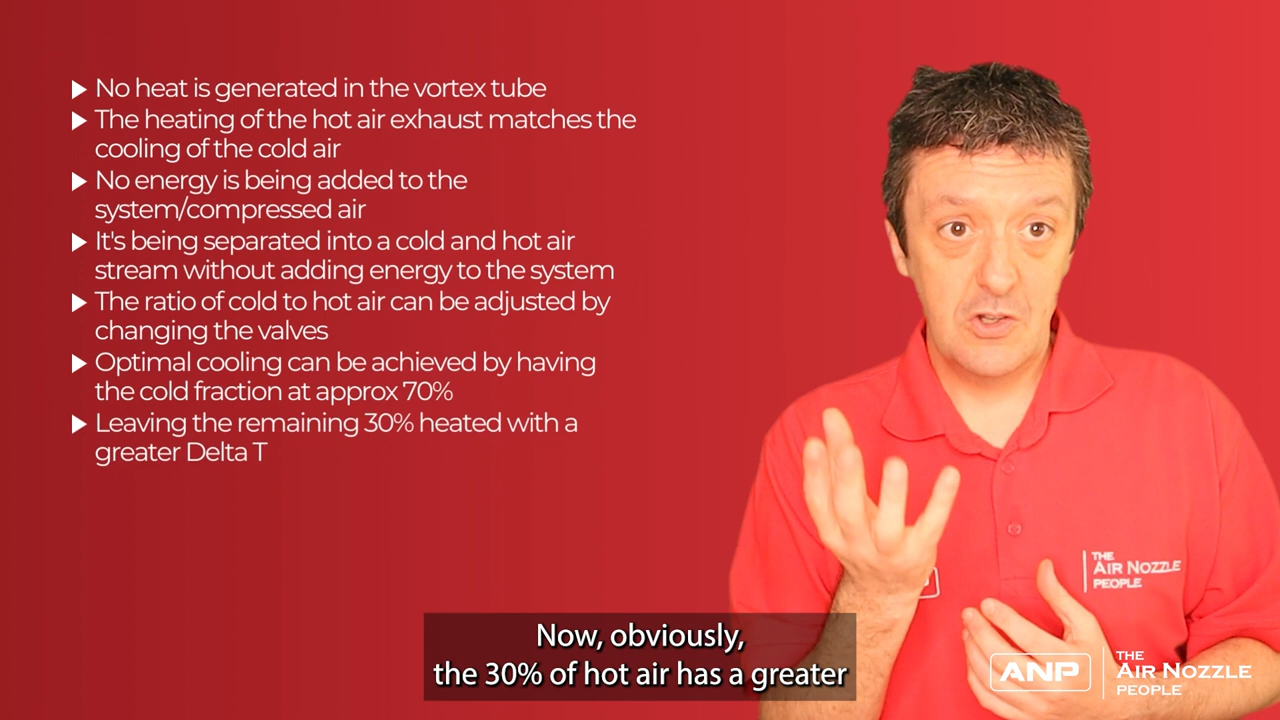 No heat is generated in the vortex tube
The heating of the hot air exhaust matches the
cooling of the cold air
No energy is being added to the
system/compressed air
It's being separated into a cold and hot air
stream without adding energy to the system
The ratio of cold to hot air can be adjusted by
changing the valves
Optimal cooling can be achieved by having
the cold fraction at approx 70%
Leaving the remaining 30% heated with a
greater Delta T
THE
AIR NOZZLE
PEOPLE
Now, obviously,
the 30% of hot air has a greater
ANP
THE
AIR NOZZLE
PEOPLE